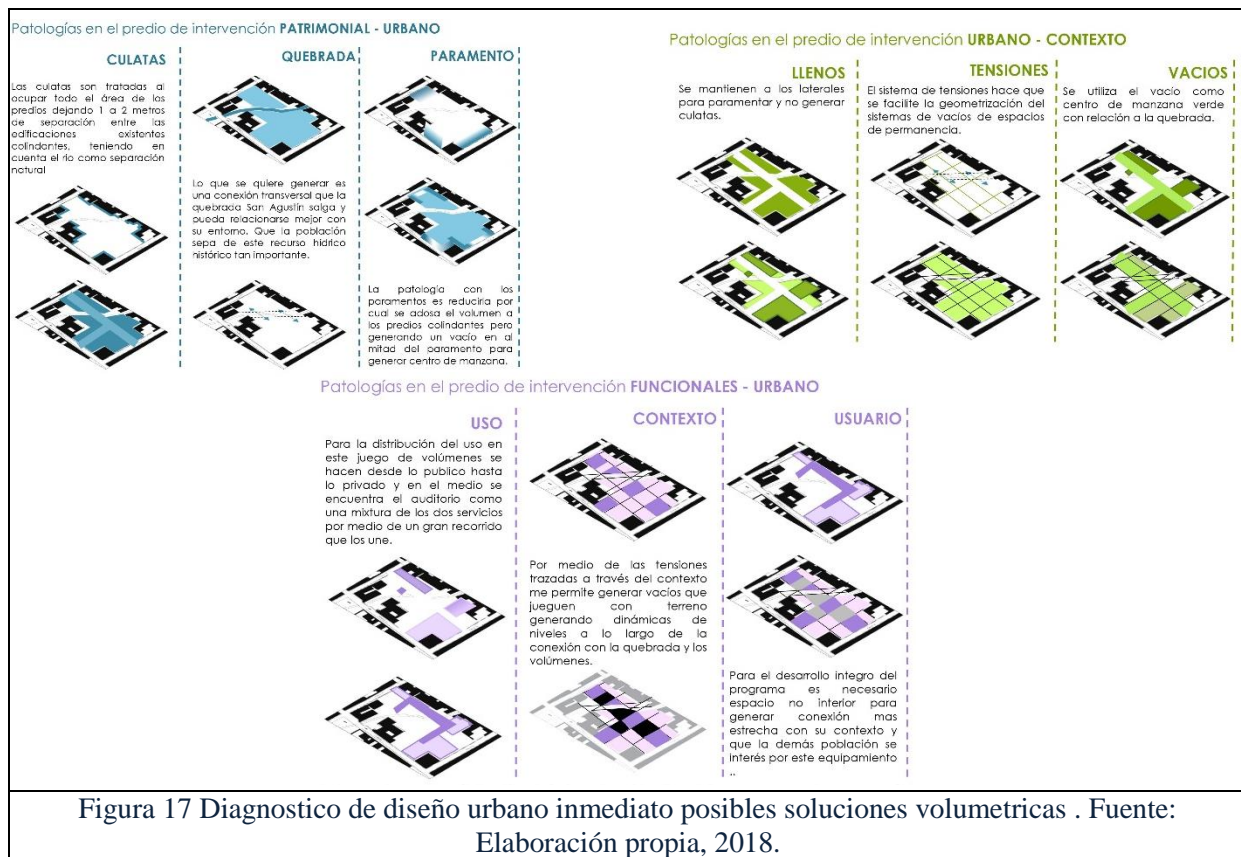 Patologías en el predio de intervención PATRIMONIAL - URBANO
CULATAS
Las culatas son tratadas al
ocupar todo el área de los
predios dejando 1 a 2 metros
de separación entre las
edificaciones existentes
colindantes, teniendo en
cuenta el rio como separación
natural
QUEBRADA
Lo que se quiere generar es
una conexión transversal que la
quebrada San Agustín salga y
pueda relacionarse mejor con
su entorno. Que la población
sepa de este recurso hídrico
histórico tan importante.
PARAMENTO
La patología con los
paramentos es reducirla por
cual se adosa el volumen a
los predios colindantes pero
generando un vacío en al
mitad del paramento para
generar centro de manzana.
Patologías en el predio de intervención URBANO - CONTEXTO
LLENOS
Se mantienen a los laterales
para paramentar y no generar
culatas.
TENSIONES
El sistema de tensiones hace que
se facilite la geometrización del
sistemas de vacíos de espacios
de permanencia.
VACIOS
Se utiliza el vacío como
centro de manzana verde
con relación a la quebrada.
Patologías en el predio de intervención FUNCIONALES - URBANO
USO
Para la distribución del uso en
este juego de volúmenes se
hacen desde lo publico hasta
lo privado y en el medio se
encuentra el auditorio como
una mixtura de los dos servicios
por medio de un gran recorrido
que los une.
CONTEXTO
Por medio de las tensiones
trazadas a través del contexto
me permite generar vacíos que
jueguen con terreno
generando dinámicas de
niveles a lo largo de la
conexión con la quebrada y los
volúmenes.
USUARIO
Para el desarrollo integro del
programa es necesario
espacio no interior para
generar conexión mas
estrecha con su contexto y
que la demás población se
interés por este equipamiento
..
Figura 17 Diagnostico de diseño urbano inmediato posibles soluciones volumetricas . Fuente:
Elaboración propia, 2018.